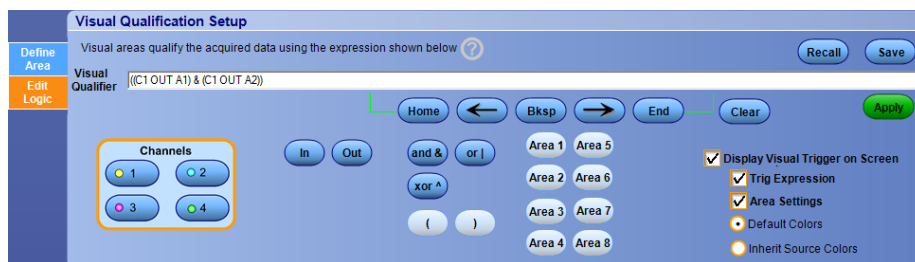 Visual Qualification Setup
Define Area
Visual areas qualify the acquired data using the expression shown below ?
Recall
Save
Edit Logic
Visual Qualifier
((C1 OUT A1) & (C1 OUT A2))
Home
←
Bksp
→
End
Clear
Apply
Channels
1
2
3
4
In
Out
and &
or |
xor ^
(
)
Area 1
Area 5
Area 2
Area 6
Area 3
Area 7
Area 4
Area 8
Display Visual Trigger on Screen
Trig Expression
Area Settings
Default Colors
Inherit Source Colors